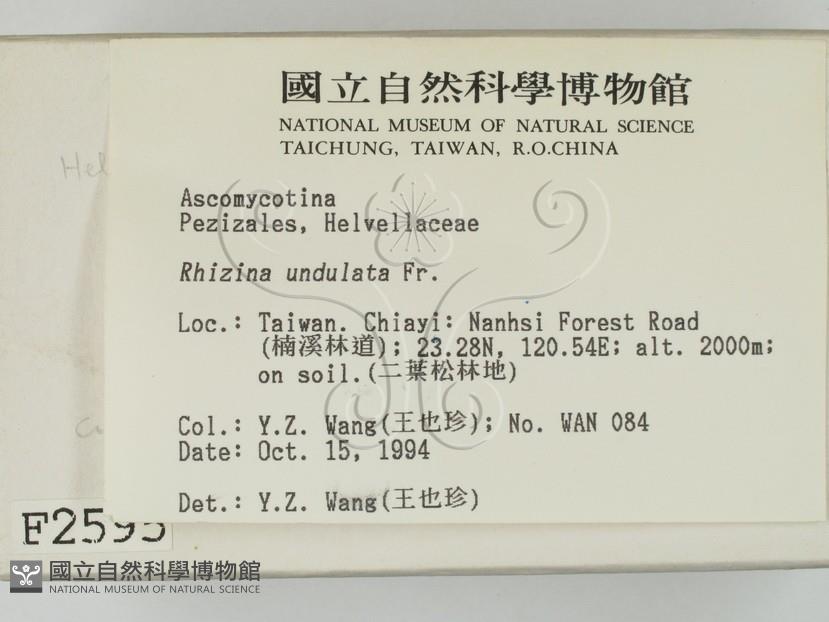 國立自然科學博物館
NATIONAL MUSEUM OF NATURAL SCIENCE
TAICHUNG, TAIWAN, R.O.CHINA
Ascomycotina
Pezizales, Helvellaceae
Rhizina undulata Fr.
Loc.: Taiwan. Chiayi: Nanhsi Forest Road
(楠溪林道); 23.28N, 120.54E; alt. 2000m;
on soil.(二葉松林地)
Col.: Y.Z. Wang(王也珍); No. WAN 084
Date: Oct. 15, 1994
Det.: Y.Z. Wang(王也珍)
國立自然科學博物館
NATIONAL MUSEUM OF NATURAL SCIENCE